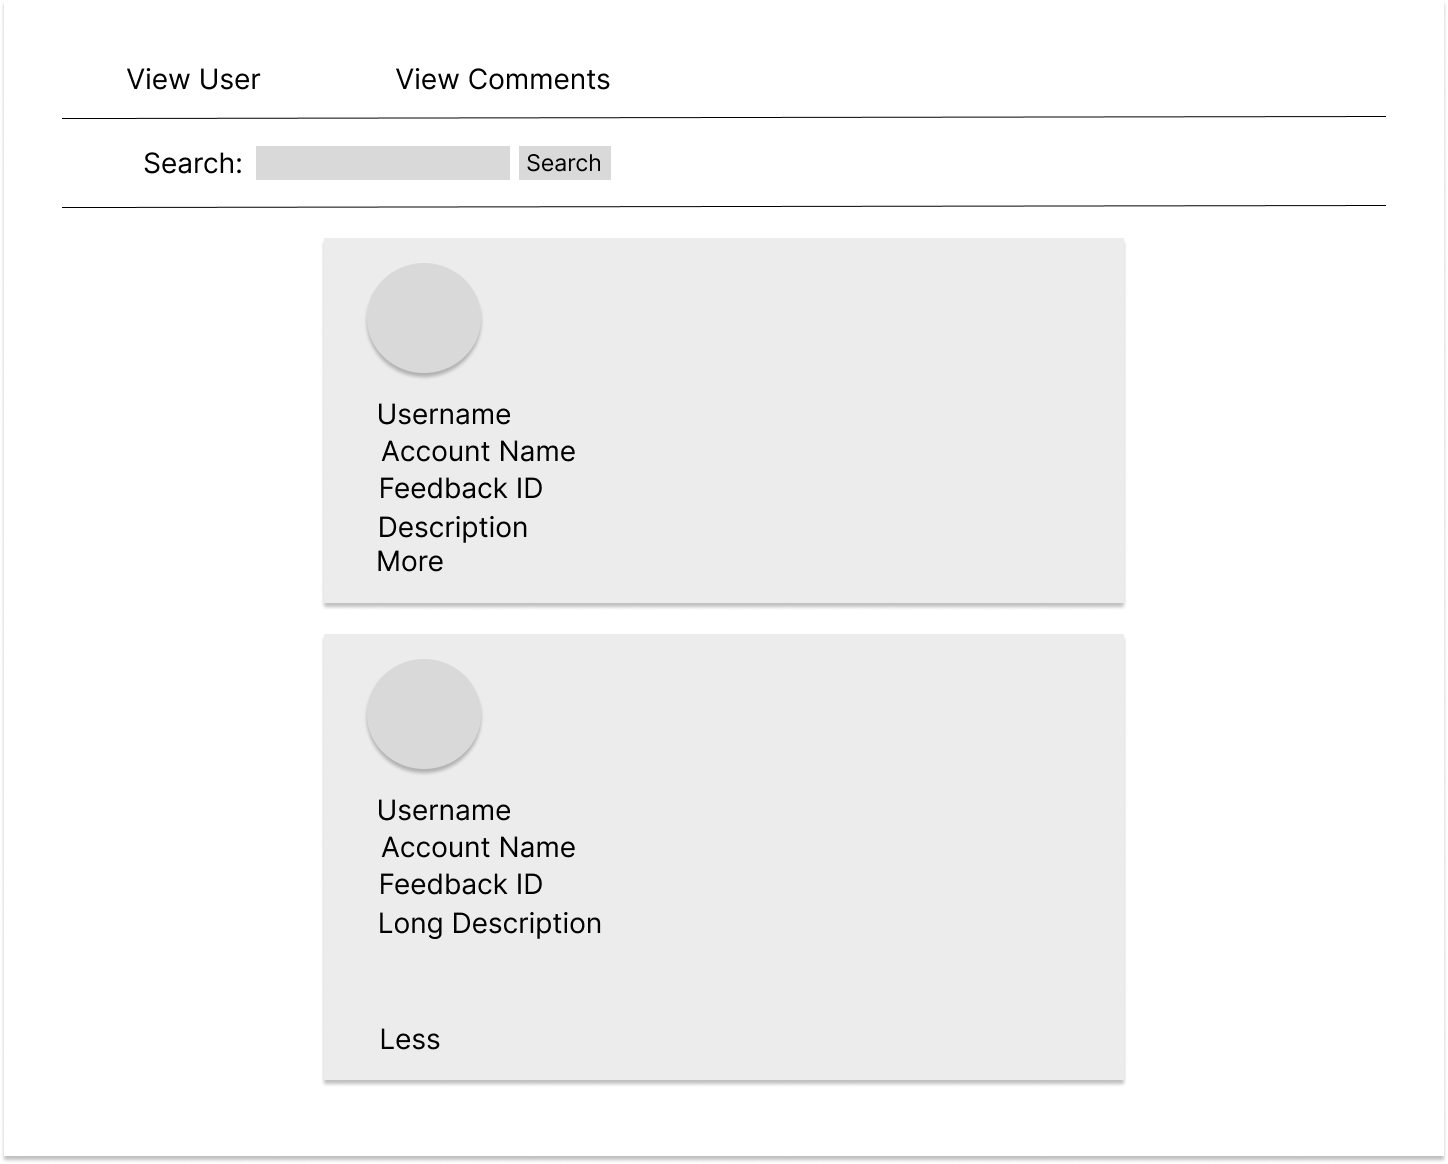 View User View Comments
Search: Search
Username
Account Name
Feedback ID
Description
More
Username
Account Name
Feedback ID
Long Description
Less